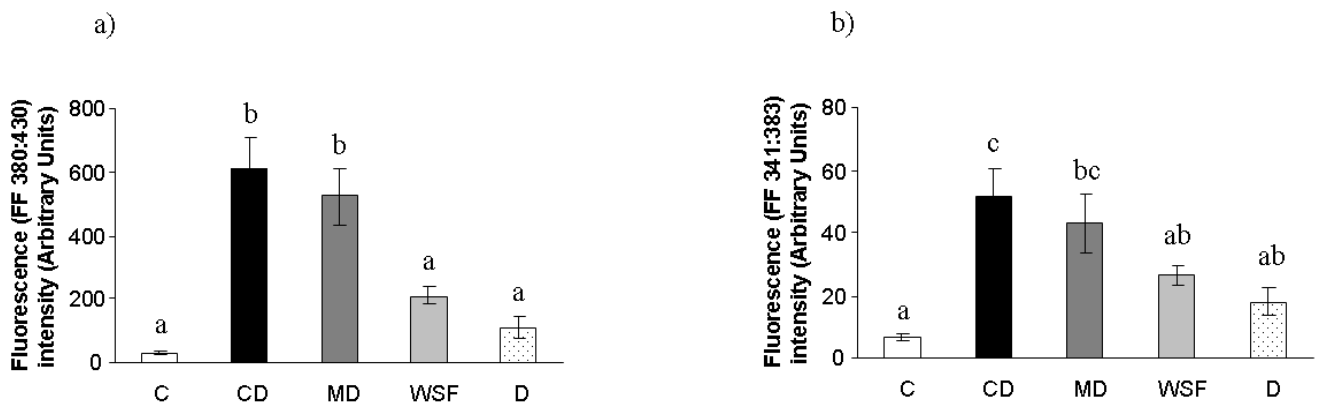 a)
Fluorescence (FF 380:430)
intensity (Arbitrary Units)
800
600
400
200
0
a
b
b
a
a
C CD MD WSF D
b)
Fluorescence (FF 341:383)
intensity (Arbitrary Units)
80
60
40
20
0
a
c
bc
ab
ab
C CD MD WSF D